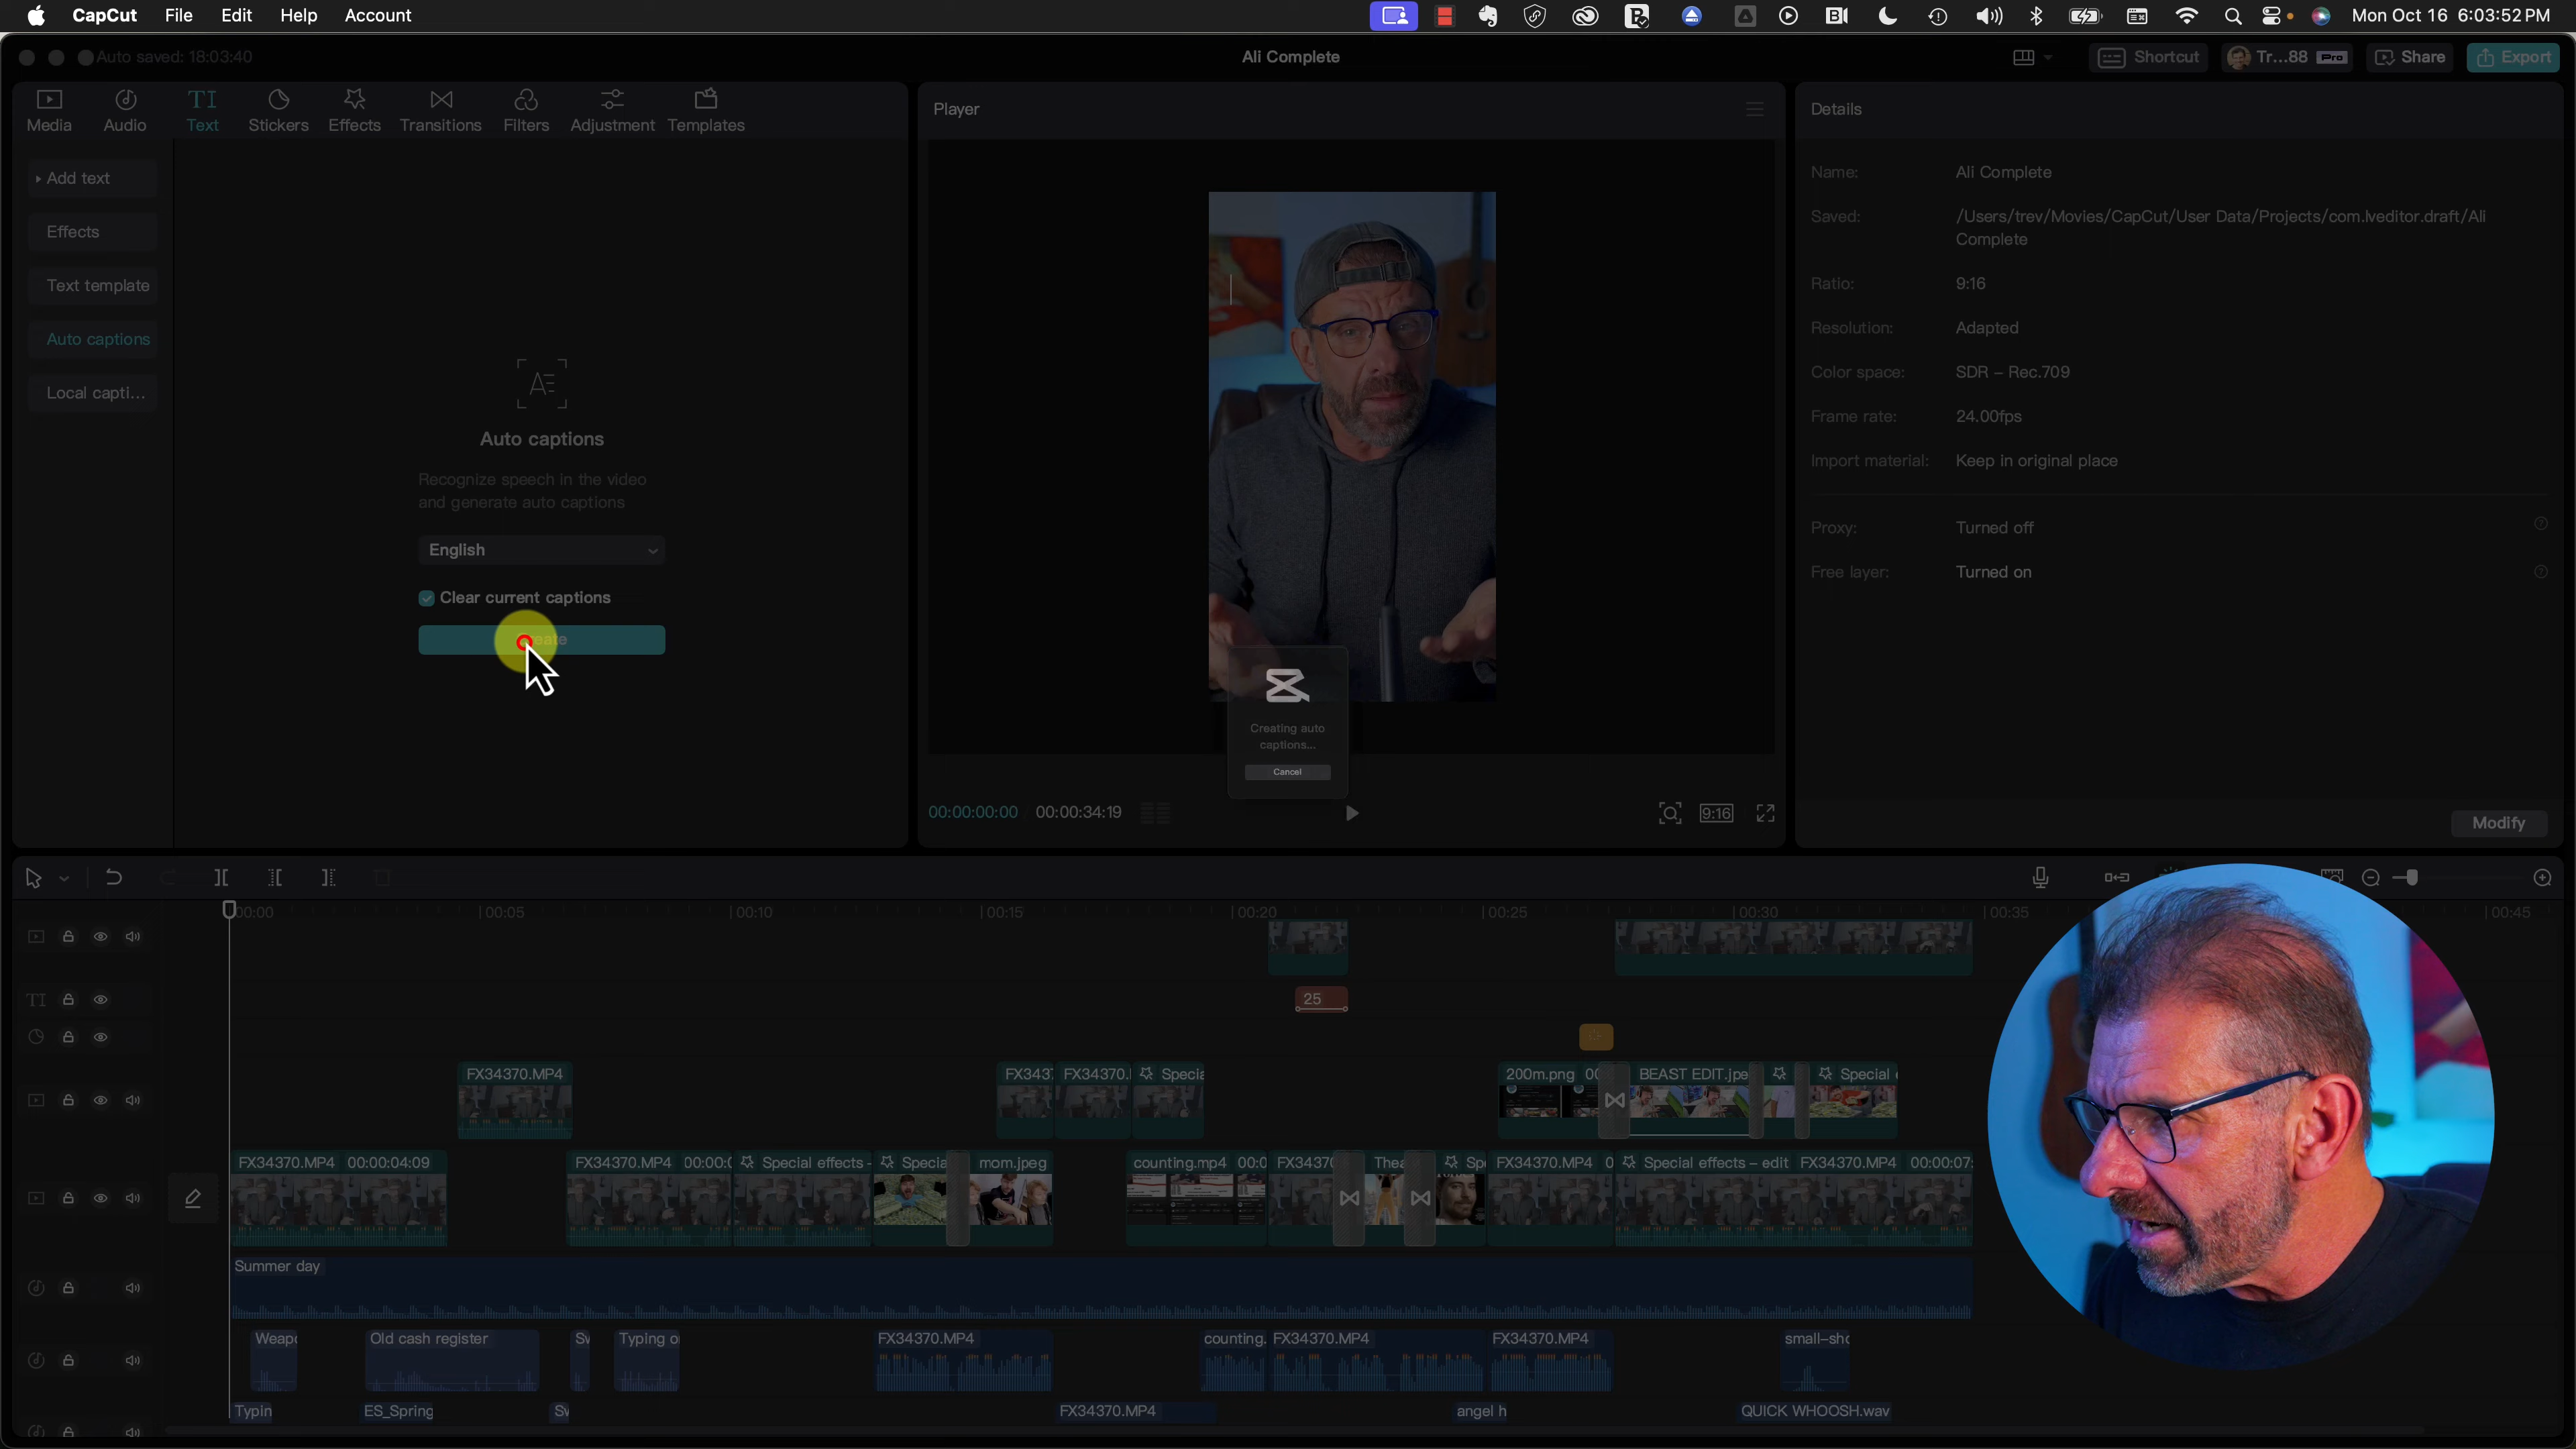 CapCut File Edit Help Account Mon Oct 16 6:03:52 PM
Auto saved: 18:03:40 Ali Complete Shortcut Tr...88 Pro Share Export
Media Audio Text Stickers Effects Transitions Filters Adjustment Templates
Add text
Effects
Text template
Auto captions
Local capti...
Auto captions
Recognize speech in the video
and generate auto captions
English
Clear current captions
Player
Creating auto
captions...
Cancel
00:00:00:00 00:00:34:19 9:16
Details
Name: Ali Complete
Saved: /Users/trev/Movies/CapCut/User Data/Projects/com.lveditor.draft/Ali
Complete
Ratio: 9:16
Resolution: Adapted
Color space: SDR – Rec.709
Frame rate: 24.00fps
Import material: Keep in original place
Proxy: Turned off
Free layer: Turned on
Modify
00:00 00:05 00:10 00:15 00:20 00:25 00:30 00:35 00:45
TI 25
FX34370.MP4 FX3437 FX34370.I Specia 200m.png 00 BEAST EDIT.jpe Special e
FX34370.MP4 00:00:04:09 FX34370.MP4 00:00:0 Special effects - Specia mom.jpeg counting.mp4 00:0 FX3437 Thea Sp FX34370.MP4 0 Special effects – edit FX34370.MP4 00:00:07:
Summer day
Weapo Old cash register Sw Typing o FX34370.MP4 counting. FX34370.MP4 FX34370.MP4 small-sho
Typin ES_Spring Sw FX34370.MP4 angel h QUICK WHOOSH.wav